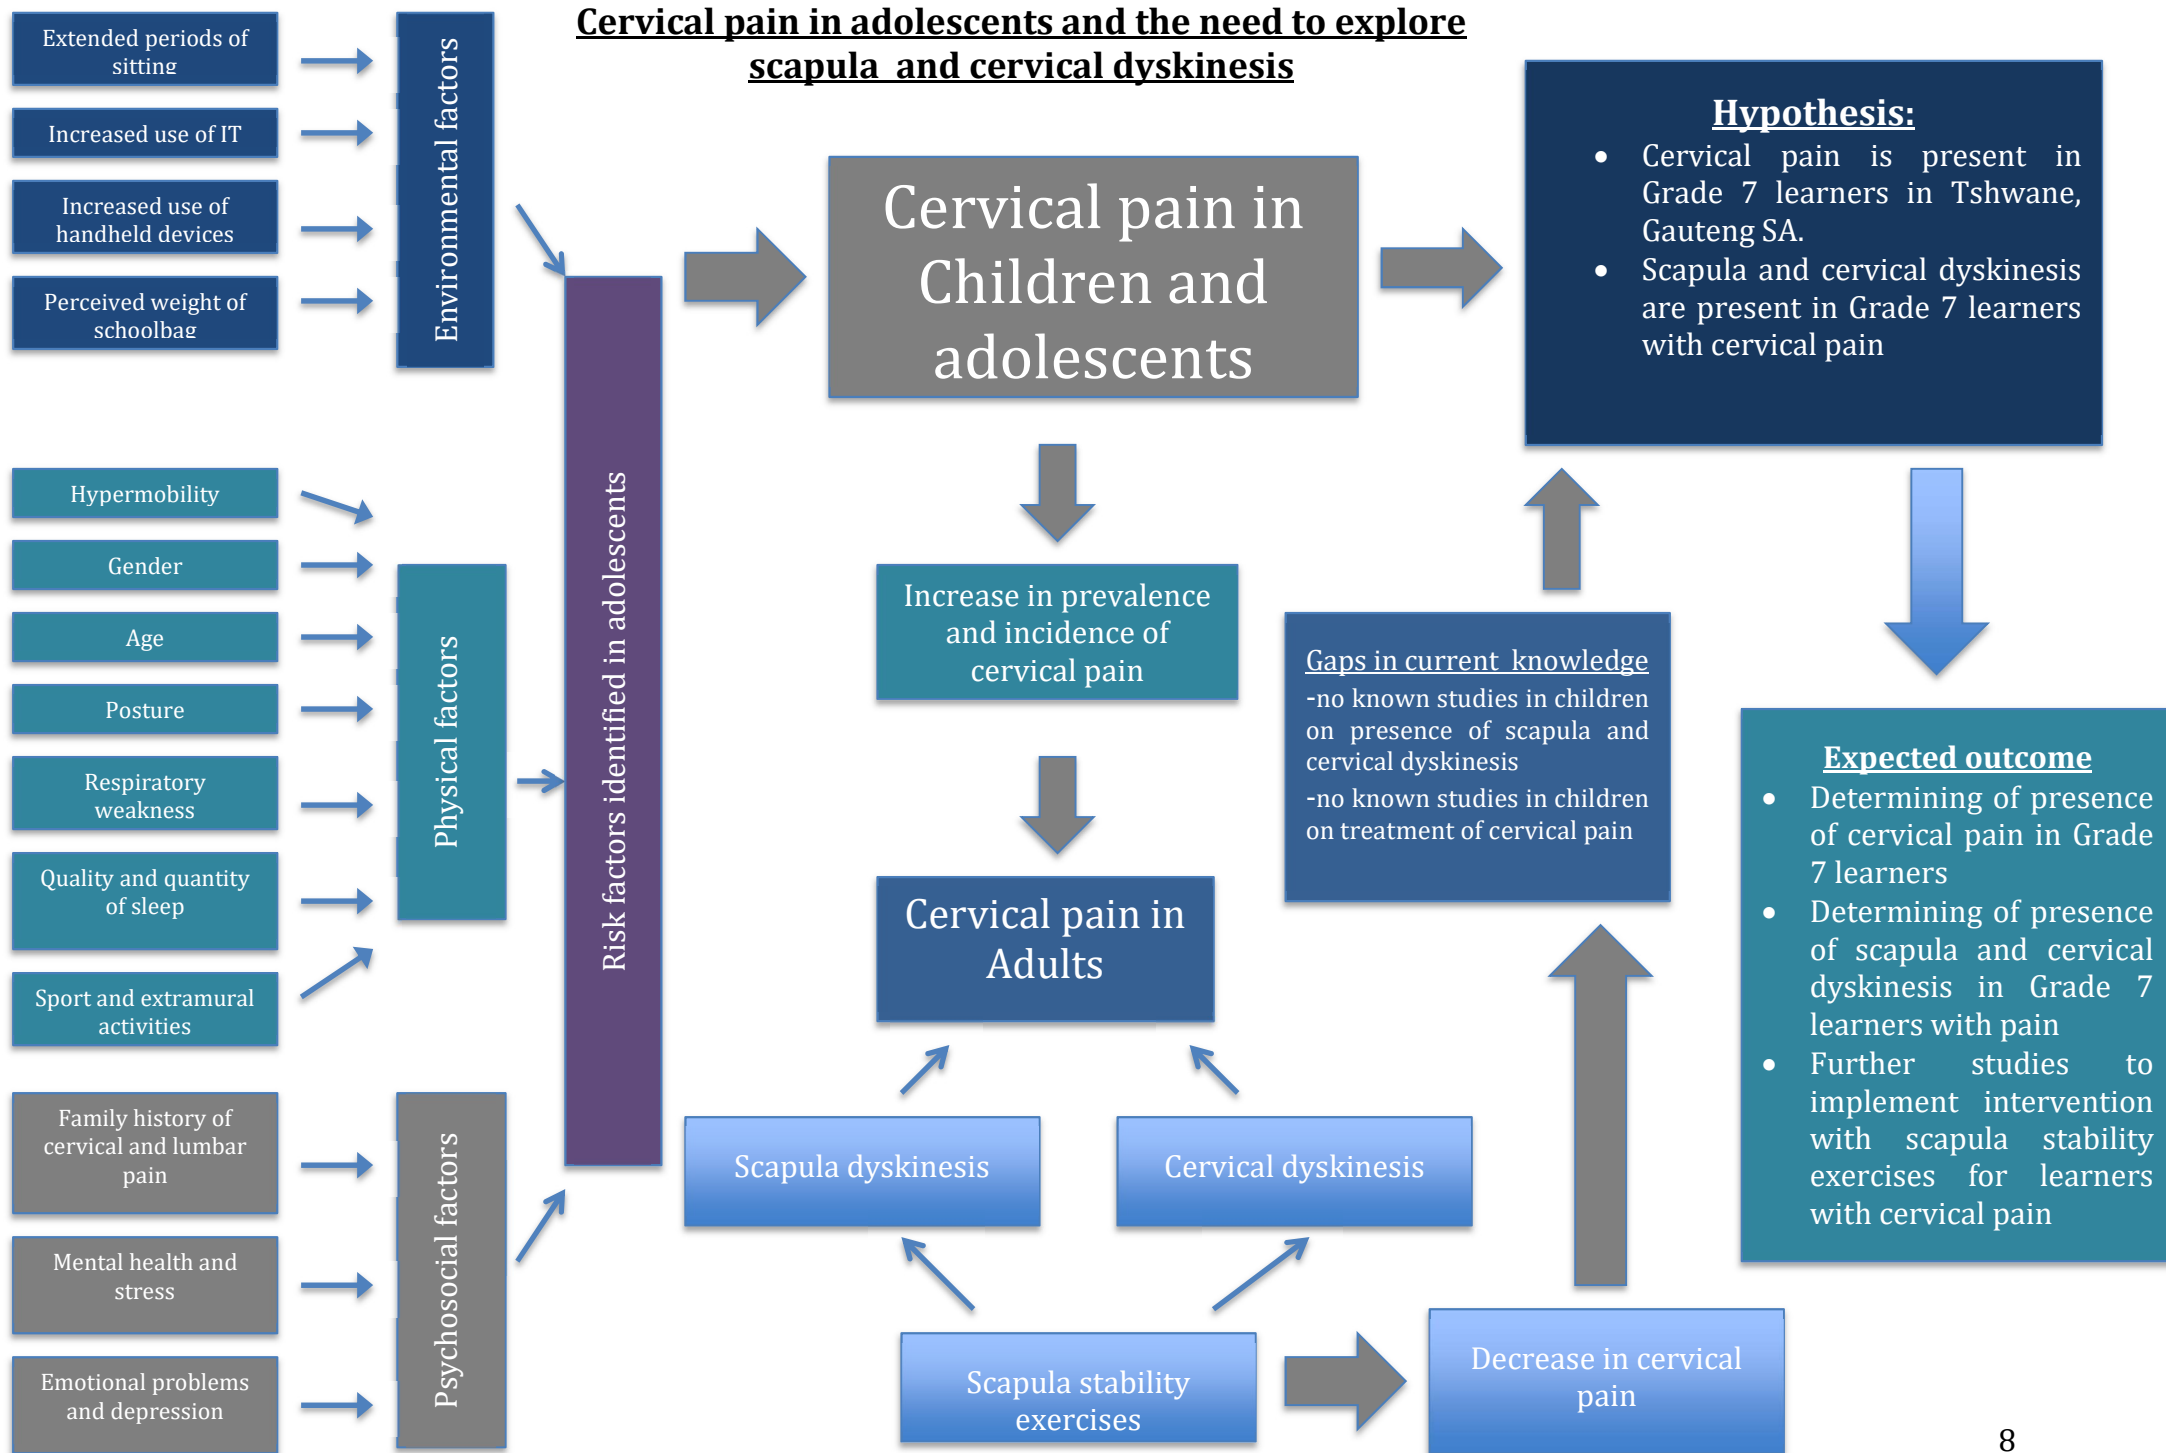 Cervical pain in adolescents and the need to explore
scapula and cervical dyskinesis
Extended periods of
sitting
Increased use of IT
Increased use of
handheld devices
Perceived weight of
schoolbag
Environmental factors
Hypermobility
Gender
Age
Posture
Respiratory
weakness
Quality and quantity
of sleep
Sport and extramural
activities
Physical factors
Family history of
cervical and lumbar
pain
Mental health and
stress
Emotional problems
and depression
Psychosocial factors
Risk factors identified in adolescents
Cervical pain in
Children and
adolescents
Increase in prevalence
and incidence of
cervical pain
Cervical pain in
Adults
Scapula dyskinesis
Cervical dyskinesis
Scapula stability
exercises
Decrease in cervical
pain
Gaps in current knowledge
-no known studies in children
on presence of scapula and
cervical dyskinesis
-no known studies in children
on treatment of cervical pain
Hypothesis:
• Cervical pain is present in
Grade 7 learners in Tshwane,
Gauteng SA.
• Scapula and cervical dyskinesis
are present in Grade 7 learners
with cervical pain
Expected outcome
• Determining of presence
of cervical pain in Grade
7 learners
• Determining of presence
of scapula and cervical
dyskinesis in Grade 7
learners with pain
• Further studies to
implement intervention
with scapula stability
exercises for learners
with cervical pain
8